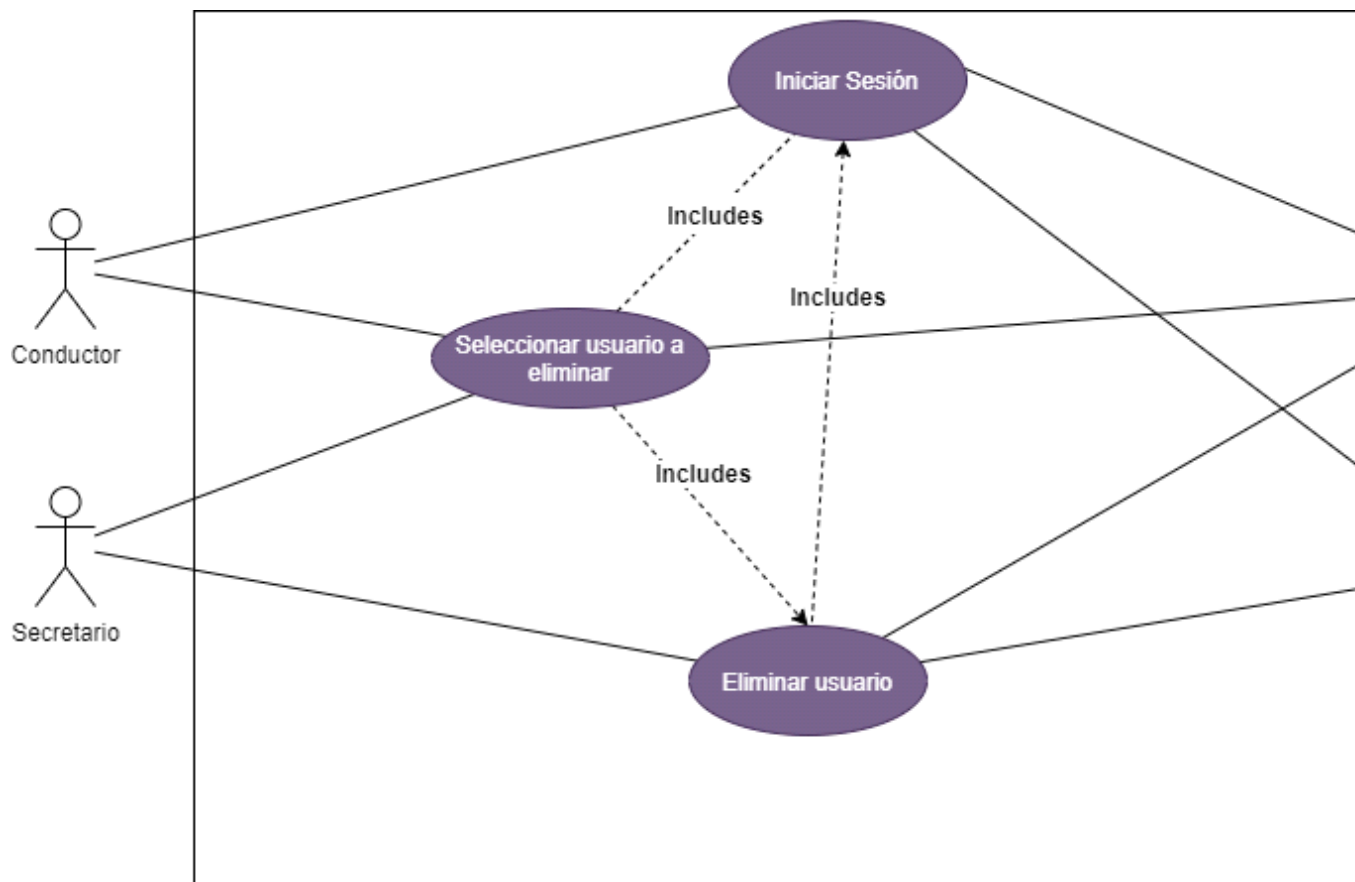 Iniciar Sesión
Includes
Includes
Conductor
Seleccionar usuario a
eliminar
Includes
Secretario
Eliminar usuario